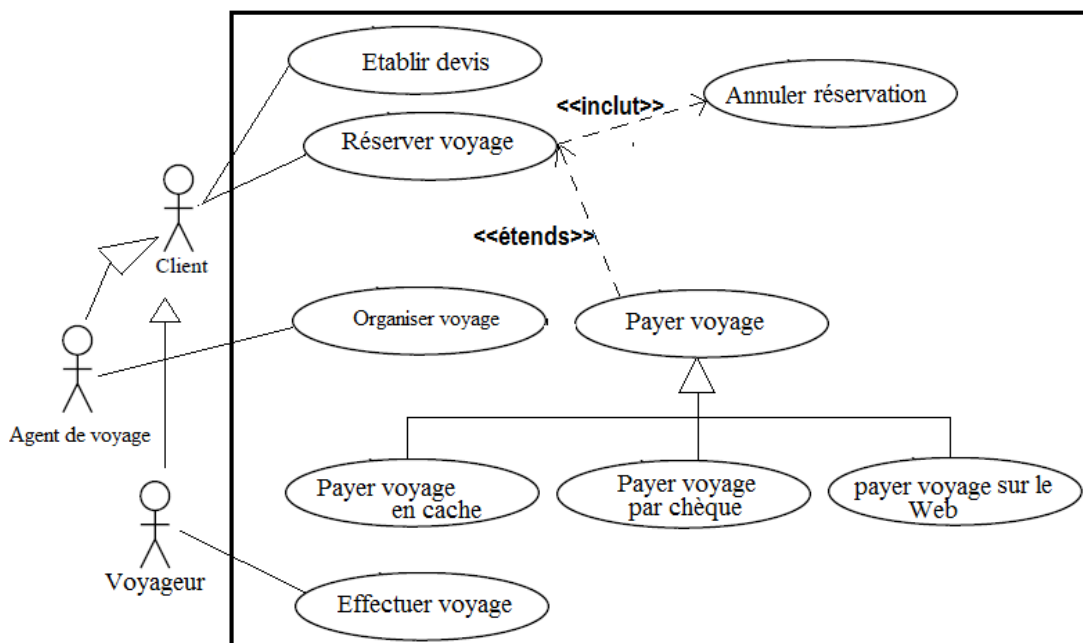 Etablir devis
Annuler réservation
<<inclut>>
Réserver voyage
<<étends>>
Client
Organiser voyage
Payer voyage
Agent de voyage
Payer voyage
en cache
Payer voyage
par chèque
payer voyage sur le
Web
Voyageur
Effectuer voyage